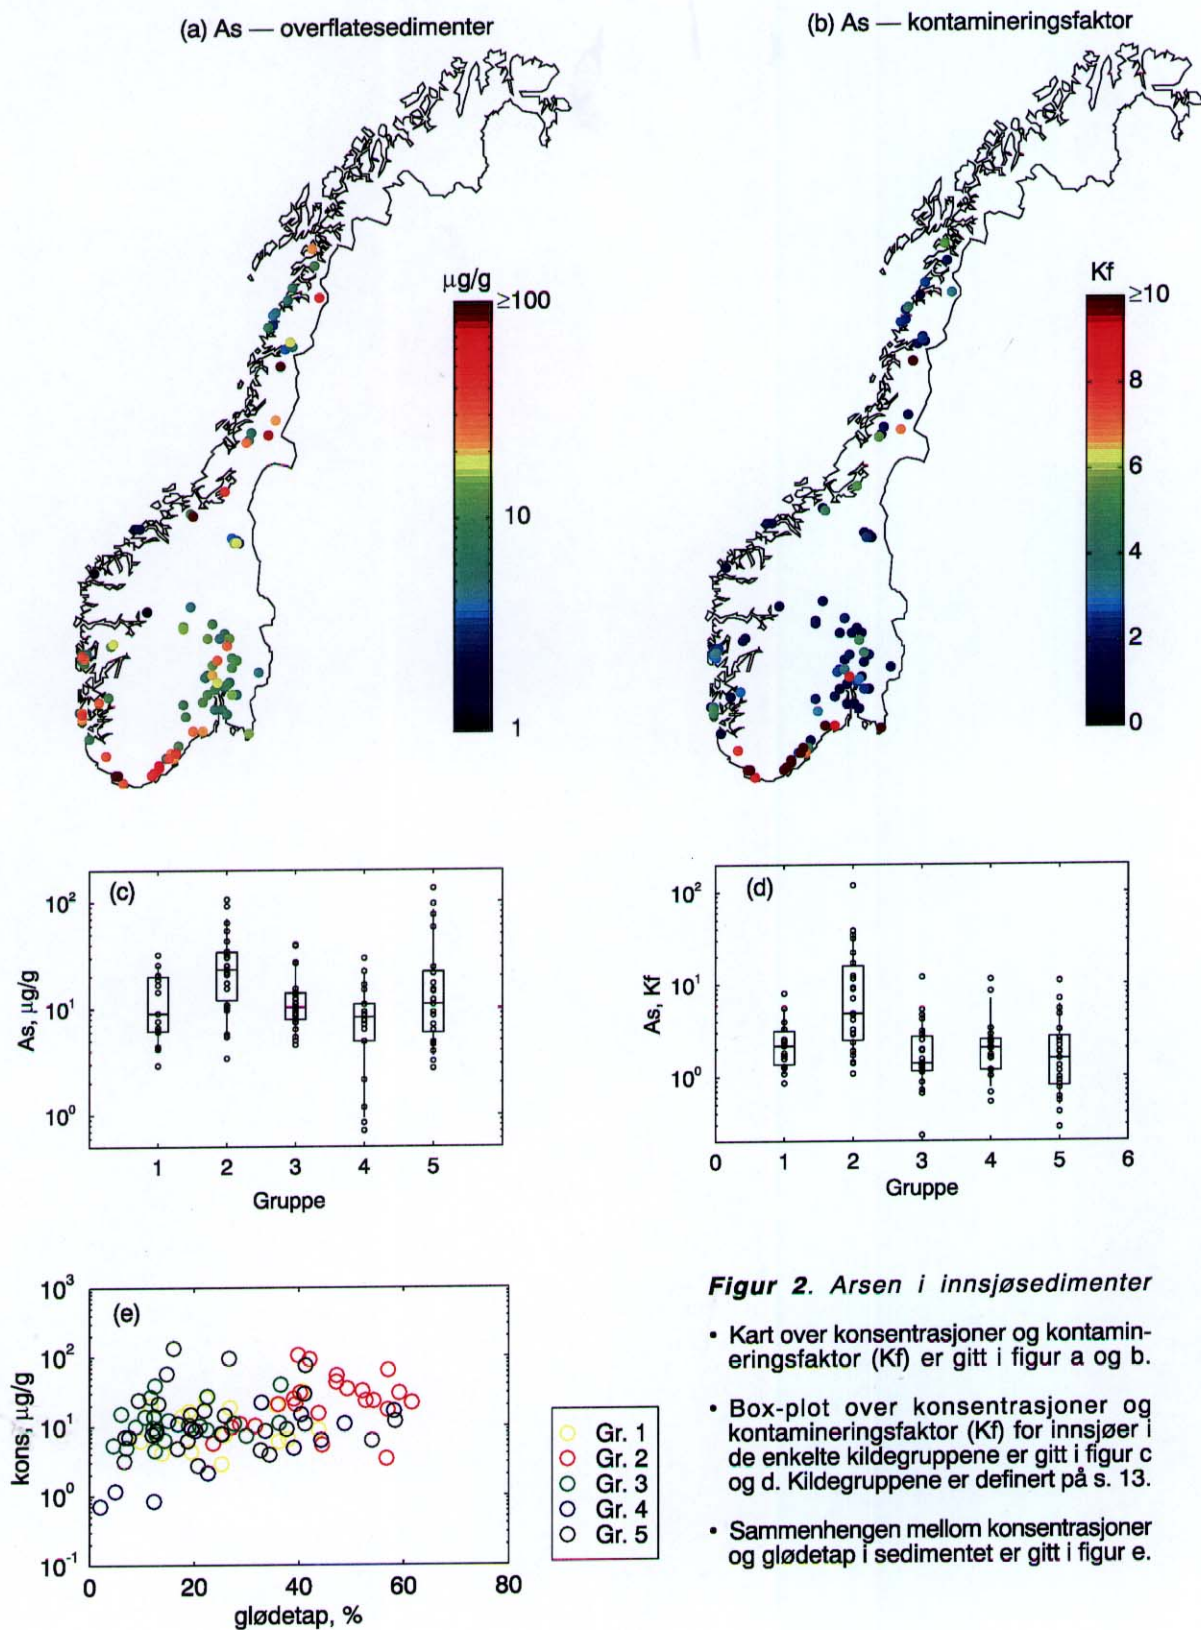 (a) As — overflatesedimenter
(b) As — kontamineringsfaktor
µg/g
≥100
10
1
Kf
≥10
8
6
4
2
0
(c)
As, µg/g
10²
10¹
10⁰
1 2 3 4 5
Gruppe
(d)
As, Kf
10²
10¹
10⁰
0 1 2 3 4 5 6
Gruppe
(e)
kons, µg/g
10³
10²
10¹
10⁰
10⁻¹
0 20 40 60 80
glødetap, %
Gr. 1
Gr. 2
Gr. 3
Gr. 4
Gr. 5
Figur 2. Arsen i innsjøsedimenter
• Kart over konsentrasjoner og kontamin-
eringsfaktor (Kf) er gitt i figur a og b.
• Box-plot over konsentrasjoner og
kontamineringsfaktor (Kf) for innsjøer i
de enkelte kildegruppene er gitt i figur c
og d. Kildegruppene er definert på s. 13.
• Sammenhengen mellom konsentrasjoner
og glødetap i sedimentet er gitt i figur e.